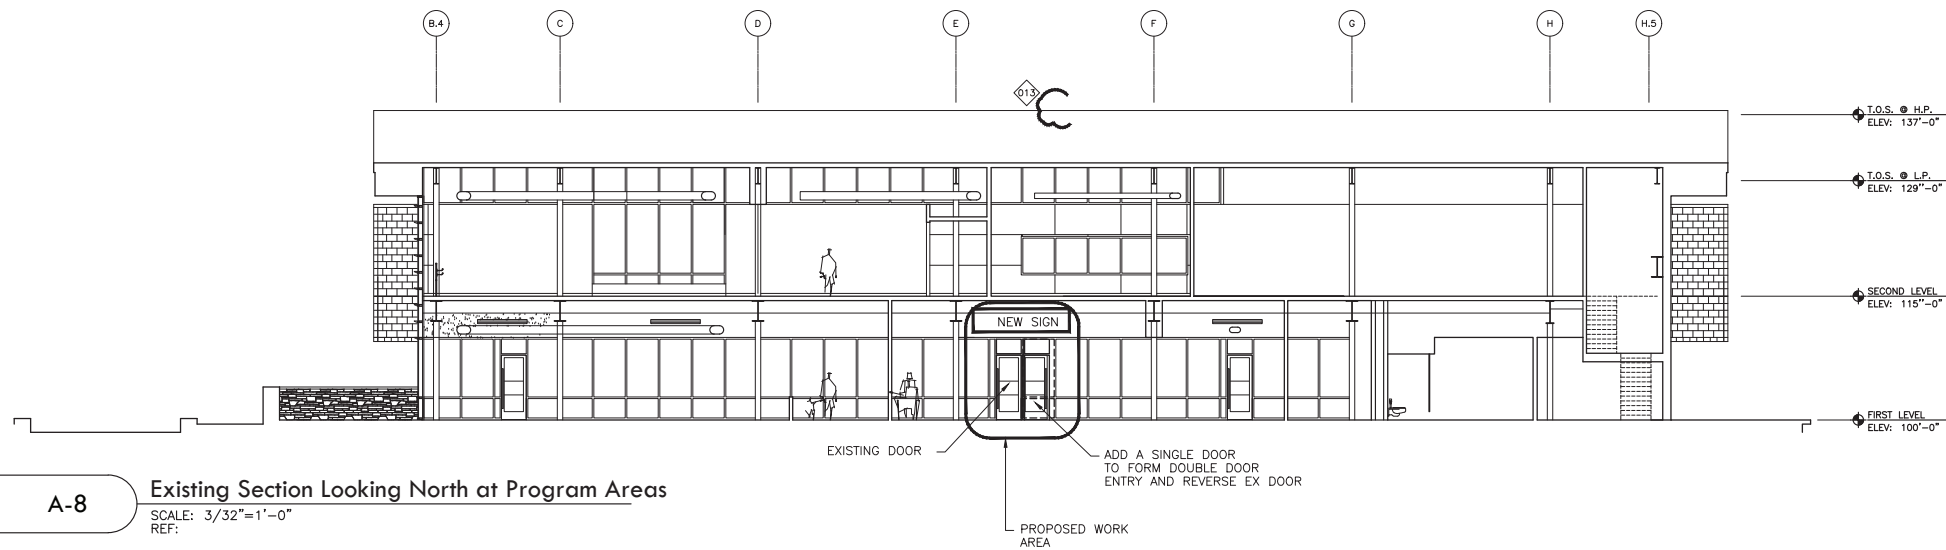 B.4
C
D
E
F
G
H
H.5
013
T.O.S. @ H.P.
ELEV: 137'-0"
T.O.S. @ L.P.
ELEV: 129"-0"
SECOND LEVEL
ELEV: 115"-0"
NEW SIGN
FIRST LEVEL
ELEV: 100'-0"
EXISTING DOOR
ADD A SINGLE DOOR
TO FORM DOUBLE DOOR
ENTRY AND REVERSE EX DOOR
PROPOSED WORK
AREA
A-8
Existing Section Looking North at Program Areas
SCALE: 3/32"=1'-0"
REF: